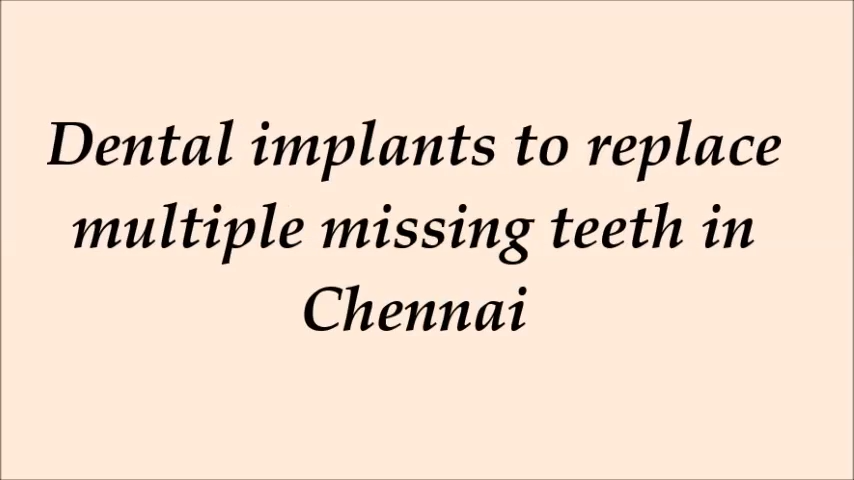 Dental implants to replace
multiple missing teeth in
Chennai